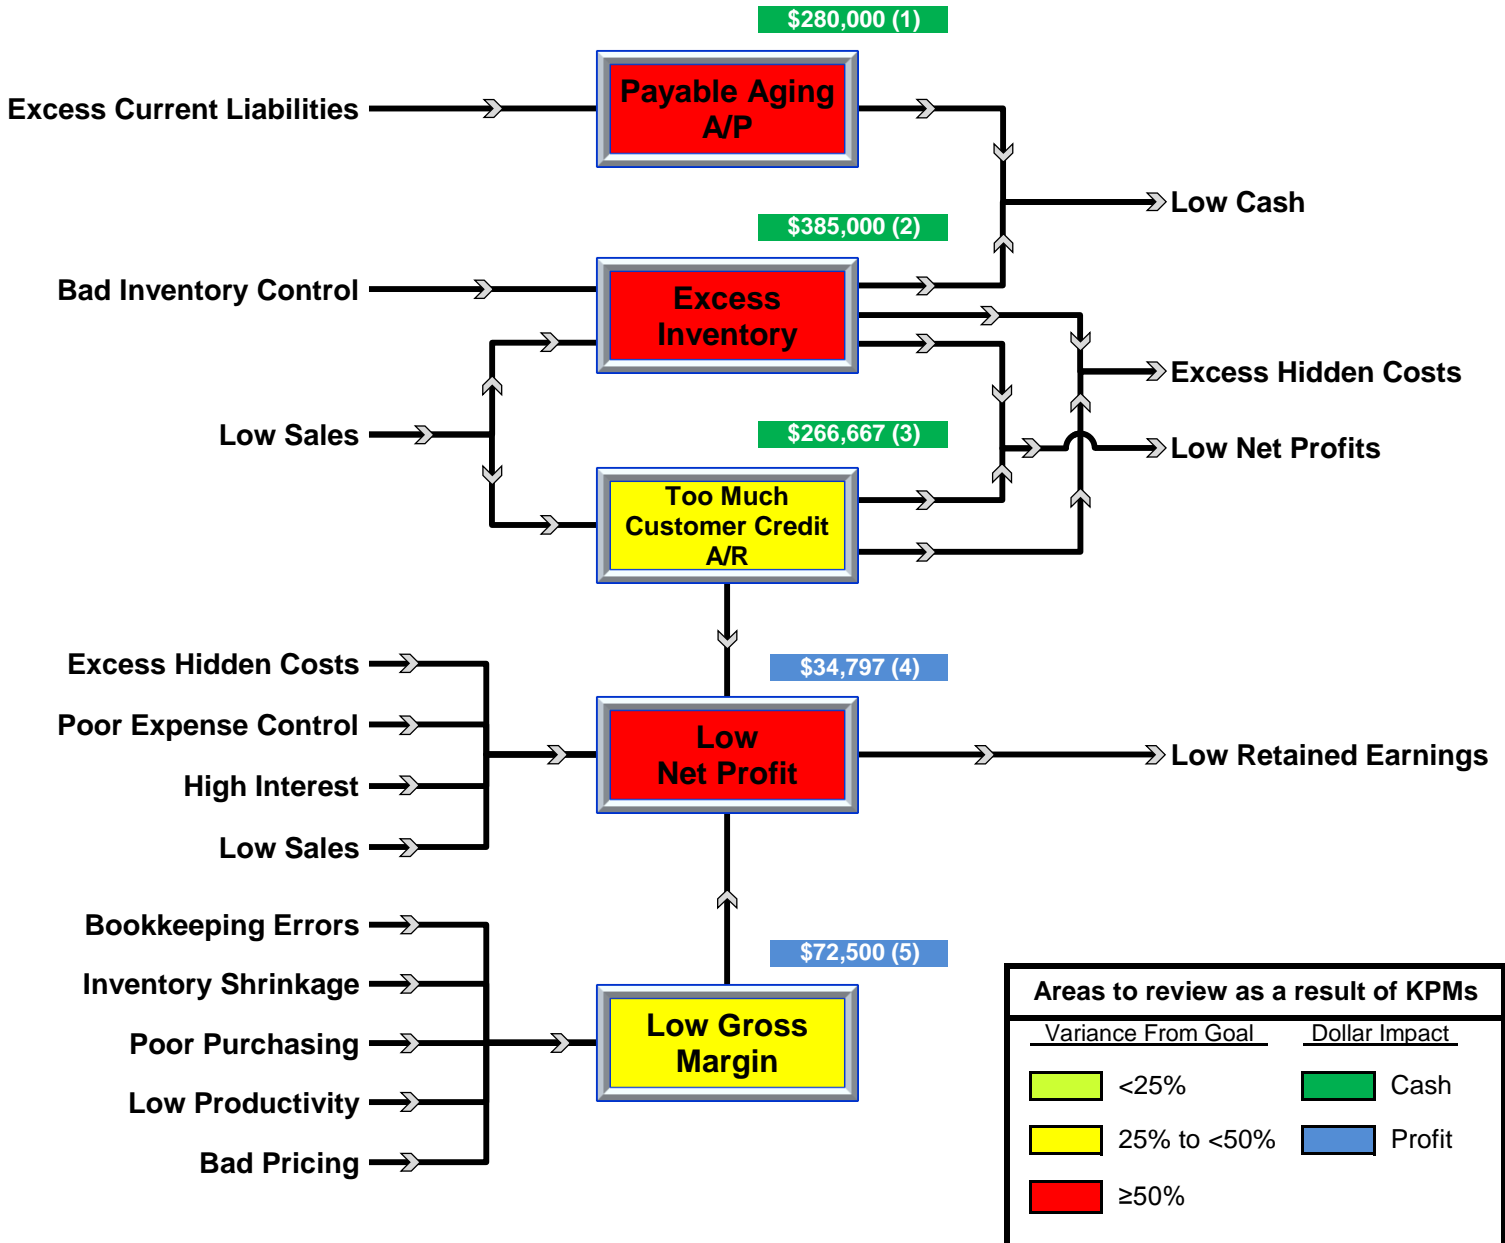 $280,000 (1)
Excess Current Liabilities
Payable Aging
A/P
Low Cash
$385,000 (2)
Bad Inventory Control
Excess
Inventory
Excess Hidden Costs
Low Sales
$266,667 (3)
Low Net Profits
Too Much
Customer Credit
A/R
Excess Hidden Costs
$34,797 (4)
Poor Expense Control
Low
Net Profit
Low Retained Earnings
High Interest
Low Sales
Bookkeeping Errors
$72,500 (5)
Inventory Shrinkage
Poor Purchasing
Low Gross
Margin
Low Productivity
Bad Pricing
Areas to review as a result of KPMs
Variance From Goal Dollar Impact
<25% Cash
25% to <50% Profit
≥50%